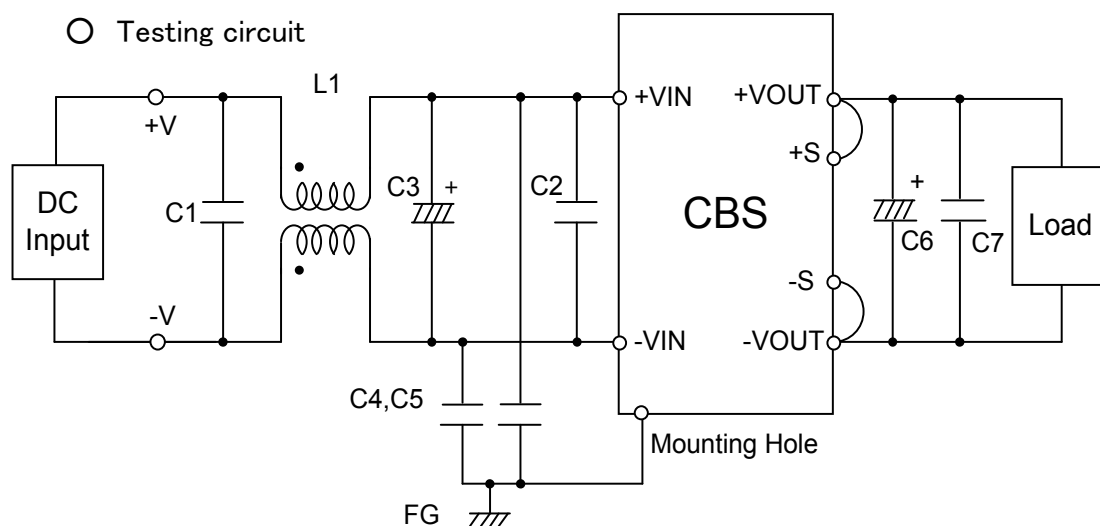 Testing circuit
L1
+V
+VIN
+VOUT
+S
DC
Input
C1
C3
+
C2
CBS
+
C6
C7
Load
-S
-V
-VIN
-VOUT
C4,C5
Mounting Hole
FG